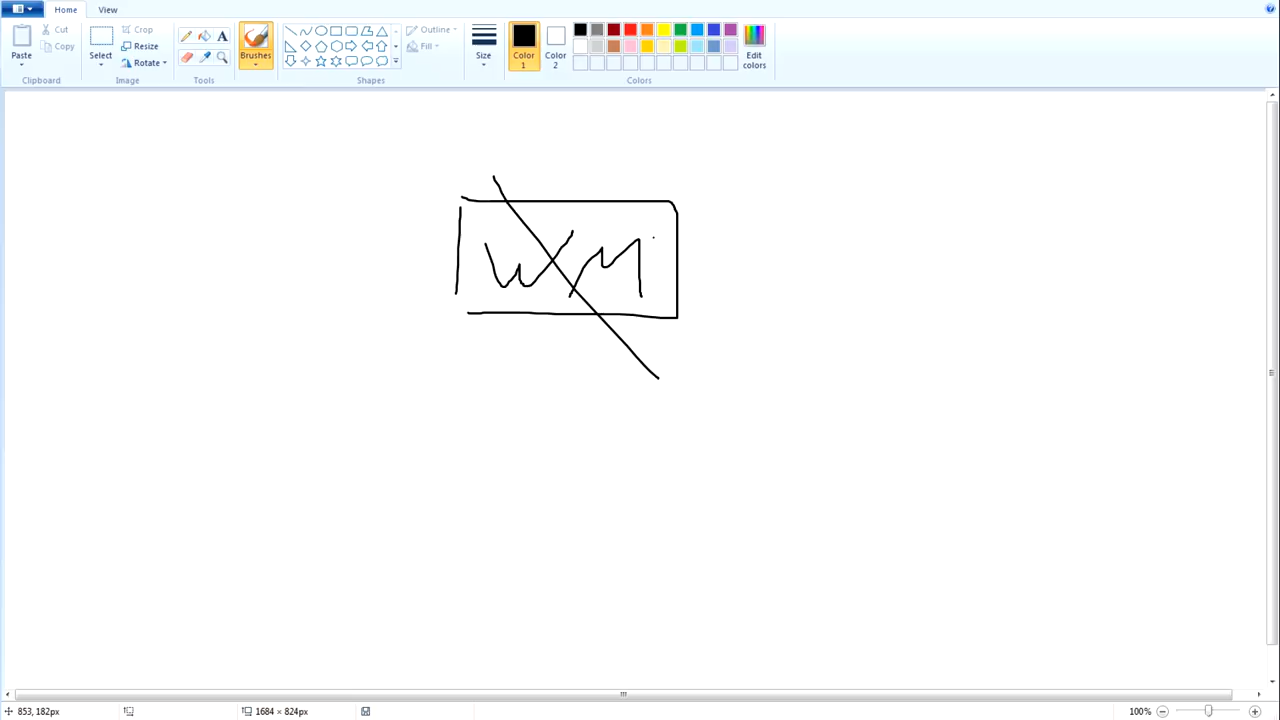 Home View
Paste
Cut
Copy
Clipboard
Select
Crop
Resize
Rotate
Image
A
Tools
Brushes
Outline
Fill
Shapes
Size
Color 1
Color 2
Edit colors
Colors
WM
853, 182px
1684 × 824px
100%